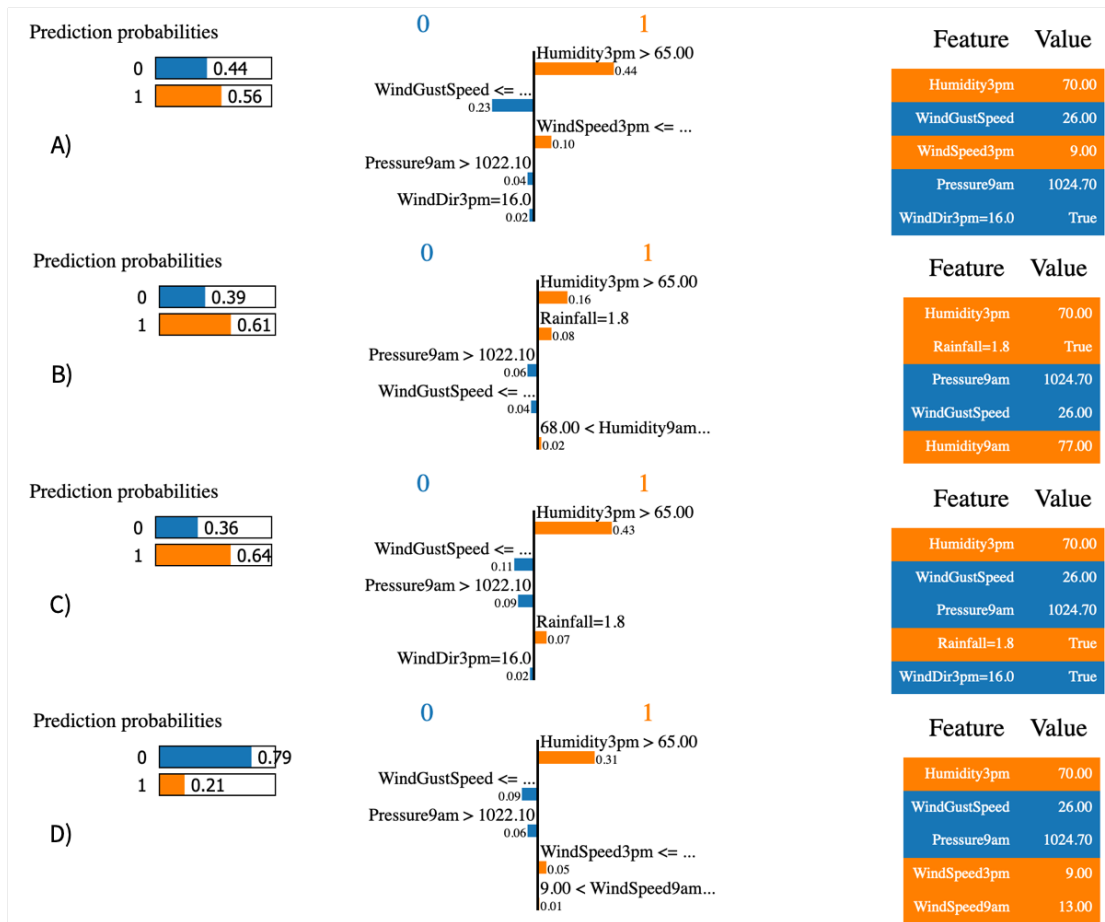 Prediction probabilities
0 0.44
1 0.56
A)
0 1
Humidity3pm > 65.00
0.44
WindGustSpeed <= ...
0.23
WindSpeed3pm <= ...
0.10
Pressure9am > 1022.10
0.04
WindDir3pm=16.0
0.02
Feature Value
Humidity3pm 70.00
WindGustSpeed 26.00
WindSpeed3pm 9.00
Pressure9am 1024.70
WindDir3pm=16.0 True
Prediction probabilities
0 0.39
1 0.61
B)
0 1
Humidity3pm > 65.00
0.16
Rainfall=1.8
0.08
Pressure9am > 1022.10
0.06
WindGustSpeed <= ...
0.04
68.00 < Humidity9am...
0.02
Feature Value
Humidity3pm 70.00
Rainfall=1.8 True
Pressure9am 1024.70
WindGustSpeed 26.00
Humidity9am 77.00
Prediction probabilities
0 0.36
1 0.64
C)
0 1
Humidity3pm > 65.00
0.43
WindGustSpeed <= ...
0.11
Pressure9am > 1022.10
0.09
Rainfall=1.8
0.07
WindDir3pm=16.0
0.02
Feature Value
Humidity3pm 70.00
WindGustSpeed 26.00
Pressure9am 1024.70
Rainfall=1.8 True
WindDir3pm=16.0 True
Prediction probabilities
0 0.79
1 0.21
D)
0 1
Humidity3pm > 65.00
0.31
WindGustSpeed <= ...
0.09
Pressure9am > 1022.10
0.06
WindSpeed3pm <= ...
0.05
9.00 < WindSpeed9am...
0.01
Feature Value
Humidity3pm 70.00
WindGustSpeed 26.00
Pressure9am 1024.70
WindSpeed3pm 9.00
WindSpeed9am 13.00